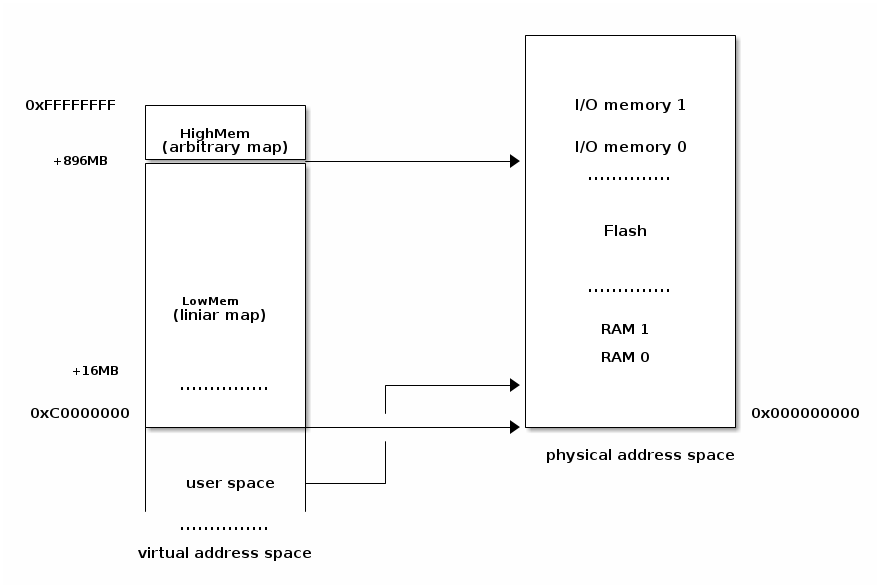 0xFFFFFFFF
HighMem
(arbitrary map)
+896MB
LowMem
(liniar map)
+16MB
...............
0xC0000000
user space
...............
virtual address space
I/O memory 1
I/O memory 0
..............
Flash
..............
RAM 1
RAM 0
0x000000000
physical address space